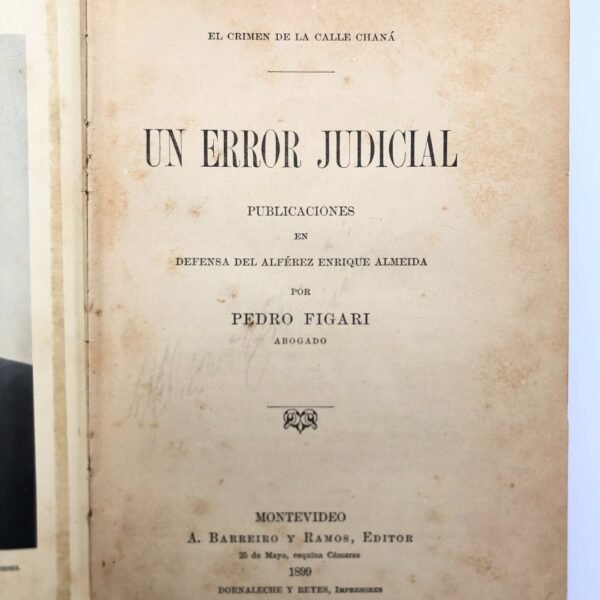 EL CRIMEN DE LA CALLE CHANÁ
UN ERROR JUDICIAL
PUBLICACIONES
EN
DEFENSA DEL ALFÉREZ ENRIQUE ALMEIDA
POR
PEDRO FIGARI
ABOGADO
MONTEVIDEO
A. BARREIRO Y RAMOS, EDITOR
25 de Mayo, esquina Cámaras
1899
DORNALECHE Y REYES, IMPRESORES